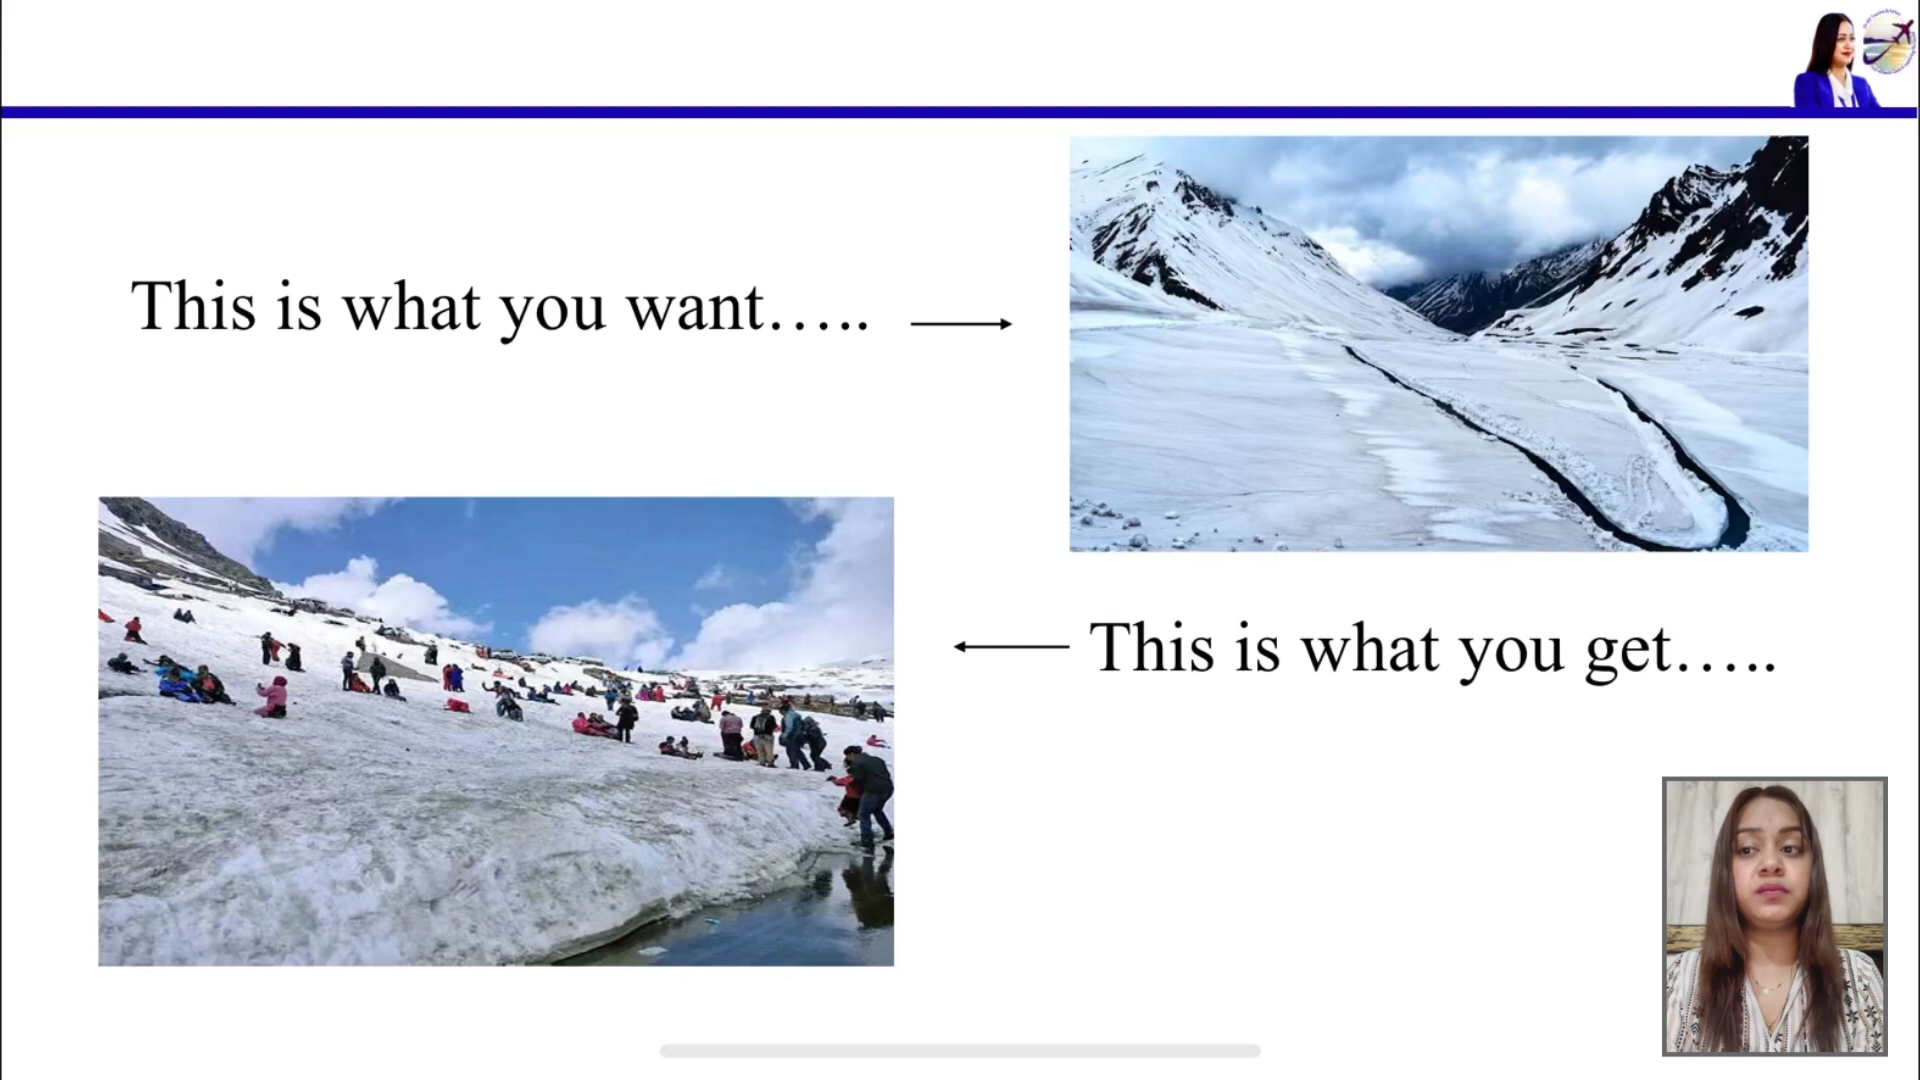 This is what you want…..
This is what you get…..